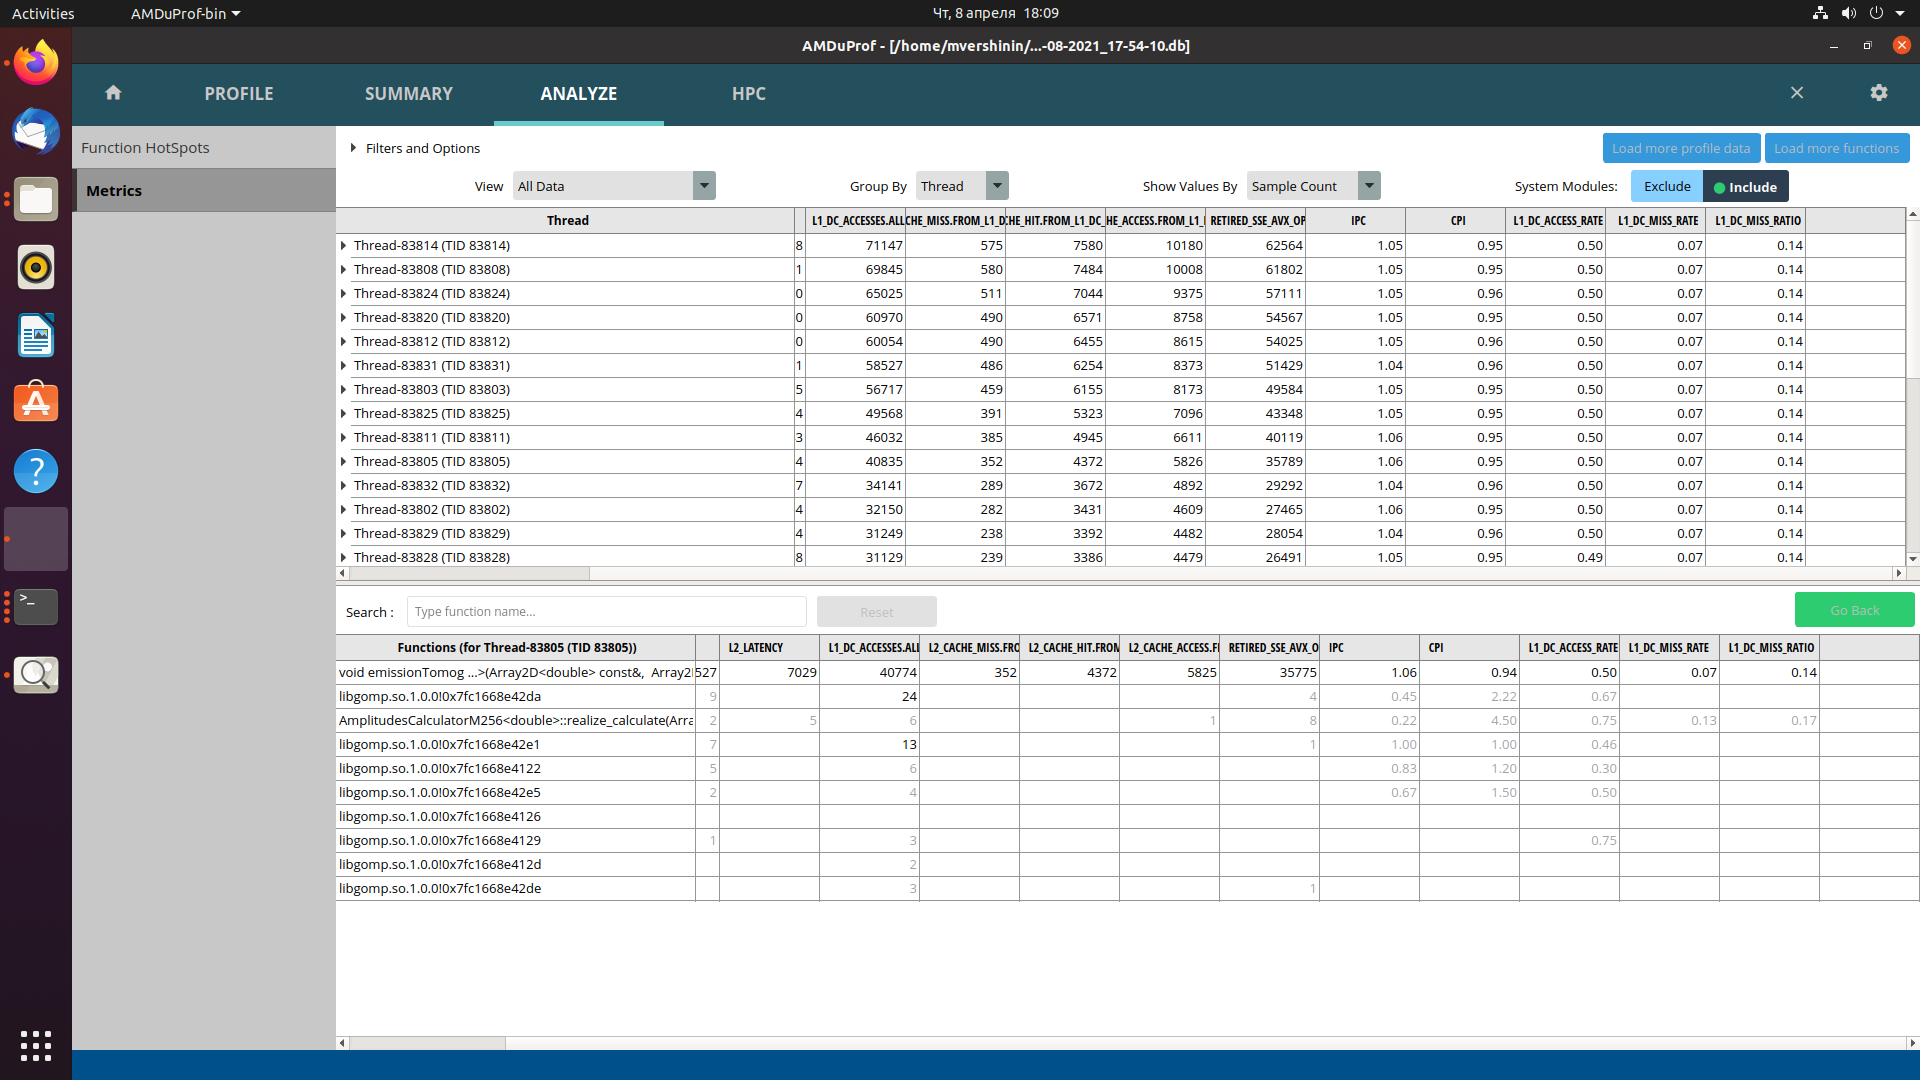 Activities AMDuProf-bin Чт, 8 апреля 18:09
AMDuProf - [/home/mvershinin/...-08-2021_17-54-10.db]
PROFILE SUMMARY ANALYZE HPC
Function HotSpots
Metrics
Filters and Options Load more profile data Load more functions
View All Data Group By Thread Show Values By Sample Count System Modules: Exclude Include
Thread L1_DC_ACCESSES.ALL CHE_MISS.FROM_L1_D CHE_HIT.FROM_L1_DC_ HE_ACCESS.FROM_L1_ RETIRED_SSE_AVX_OP IPC CPI L1_DC_ACCESS_RATE L1_DC_MISS_RATE L1_DC_MISS_RATIO
Thread-83814 (TID 83814) 8 71147 575 7580 10180 62564 1.05 0.95 0.50 0.07 0.14
Thread-83808 (TID 83808) 1 69845 580 7484 10008 61802 1.05 0.95 0.50 0.07 0.14
Thread-83824 (TID 83824) 0 65025 511 7044 9375 57111 1.05 0.96 0.50 0.07 0.14
Thread-83820 (TID 83820) 0 60970 490 6571 8758 54567 1.05 0.95 0.50 0.07 0.14
Thread-83812 (TID 83812) 0 60054 490 6455 8615 54025 1.05 0.96 0.50 0.07 0.14
Thread-83831 (TID 83831) 1 58527 486 6254 8373 51429 1.04 0.96 0.50 0.07 0.14
Thread-83803 (TID 83803) 5 56717 459 6155 8173 49584 1.05 0.95 0.50 0.07 0.14
Thread-83825 (TID 83825) 4 49568 391 5323 7096 43348 1.05 0.95 0.50 0.07 0.14
Thread-83811 (TID 83811) 3 46032 385 4945 6611 40119 1.06 0.95 0.50 0.07 0.14
Thread-83805 (TID 83805) 4 40835 352 4372 5826 35789 1.06 0.95 0.50 0.07 0.14
Thread-83832 (TID 83832) 7 34141 289 3672 4892 29292 1.04 0.96 0.50 0.07 0.14
Thread-83802 (TID 83802) 4 32150 282 3431 4609 27465 1.06 0.95 0.50 0.07 0.14
Thread-83829 (TID 83829) 4 31249 238 3392 4482 28054 1.04 0.96 0.50 0.07 0.14
Thread-83828 (TID 83828) 8 31129 239 3386 4479 26491 1.05 0.95 0.49 0.07 0.14
Search : Type function name... Reset Go Back
Functions (for Thread-83805 (TID 83805)) L2_LATENCY L1_DC_ACCESSES.ALL L2_CACHE_MISS.FRO L2_CACHE_HIT.FROM L2_CACHE_ACCESS.F RETIRED_SSE_AVX_O IPC CPI L1_DC_ACCESS_RATE L1_DC_MISS_RATE L1_DC_MISS_RATIO
void emissionTomog ...>(Array2D<double> const&, Array2 527 7029 40774 352 4372 5825 35775 1.06 0.94 0.50 0.07 0.14
libgomp.so.1.0.0!0x7fc1668e42da 9 24 4 0.45 2.22 0.67
AmplitudesCalculatorM256<double>::realize_calculate(Arra 2 5 6 1 8 0.22 4.50 0.75 0.13 0.17
libgomp.so.1.0.0!0x7fc1668e42e1 7 13 1 1.00 1.00 0.46
libgomp.so.1.0.0!0x7fc1668e4122 5 6 0.83 1.20 0.30
libgomp.so.1.0.0!0x7fc1668e42e5 2 4 0.67 1.50 0.50
libgomp.so.1.0.0!0x7fc1668e4126
libgomp.so.1.0.0!0x7fc1668e4129 1 3 0.75
libgomp.so.1.0.0!0x7fc1668e412d 2
libgomp.so.1.0.0!0x7fc1668e42de 3 1